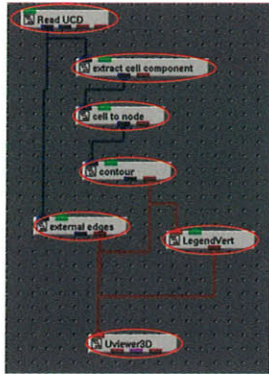 Read UCD
extract cell component
cell to node
contour
external edges
LegendVert
Uviewer3D